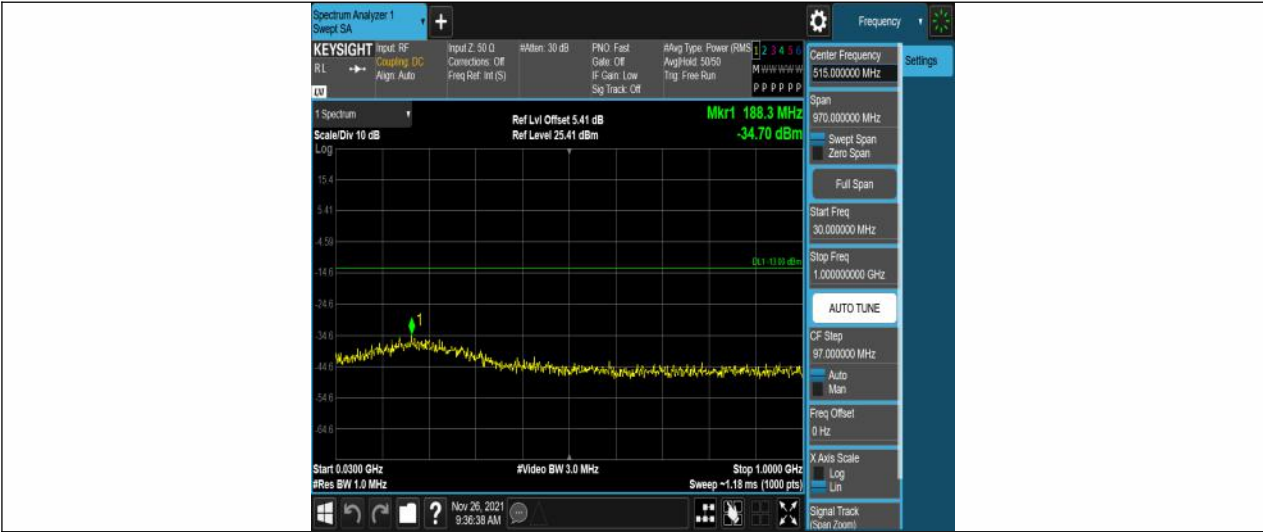 Spectrum Analyzer 1
Swept SA
+
Frequency
KEYSIGHT
RL
LV
Input: RF
Coupling: DC
Align: Auto
Input Z: 50 Ω
Corrections: Off
Freq Ref: Int (S)
#Atten: 30 dB
PNO: Fast
Gate: Off
IF Gain: Low
Sig Track: Off
#Avg Type: Power (RMS
Avg|Hold: 50/50
Trig: Free Run
1 2 3 4 5 6
M W W W W W
P P P P P P
Center Frequency
515.000000 MHz
Settings
Span
970.000000 MHz
Swept Span
Zero Span
Full Span
Start Freq
30.000000 MHz
Stop Freq
1.000000000 GHz
AUTO TUNE
CF Step
97.000000 MHz
Auto
Man
Freq Offset
0 Hz
X Axis Scale
Log
Lin
Signal Track
(Span Zoom)
1 Spectrum
Scale/Div 10 dB
Ref Lvl Offset 5.41 dB
Ref Level 25.41 dBm
Mkr1 188.3 MHz
-34.70 dBm
Log
15.4
5.41
-4.59
DL1 -13.00 dBm
-14.6
-24.6
1
-34.6
-44.6
-54.6
-64.6
Start 0.0300 GHz
#Video BW 3.0 MHz
Stop 1.0000 GHz
#Res BW 1.0 MHz
Sweep ~1.18 ms (1000 pts)
?
Nov 26, 2021
9:36:38 AM